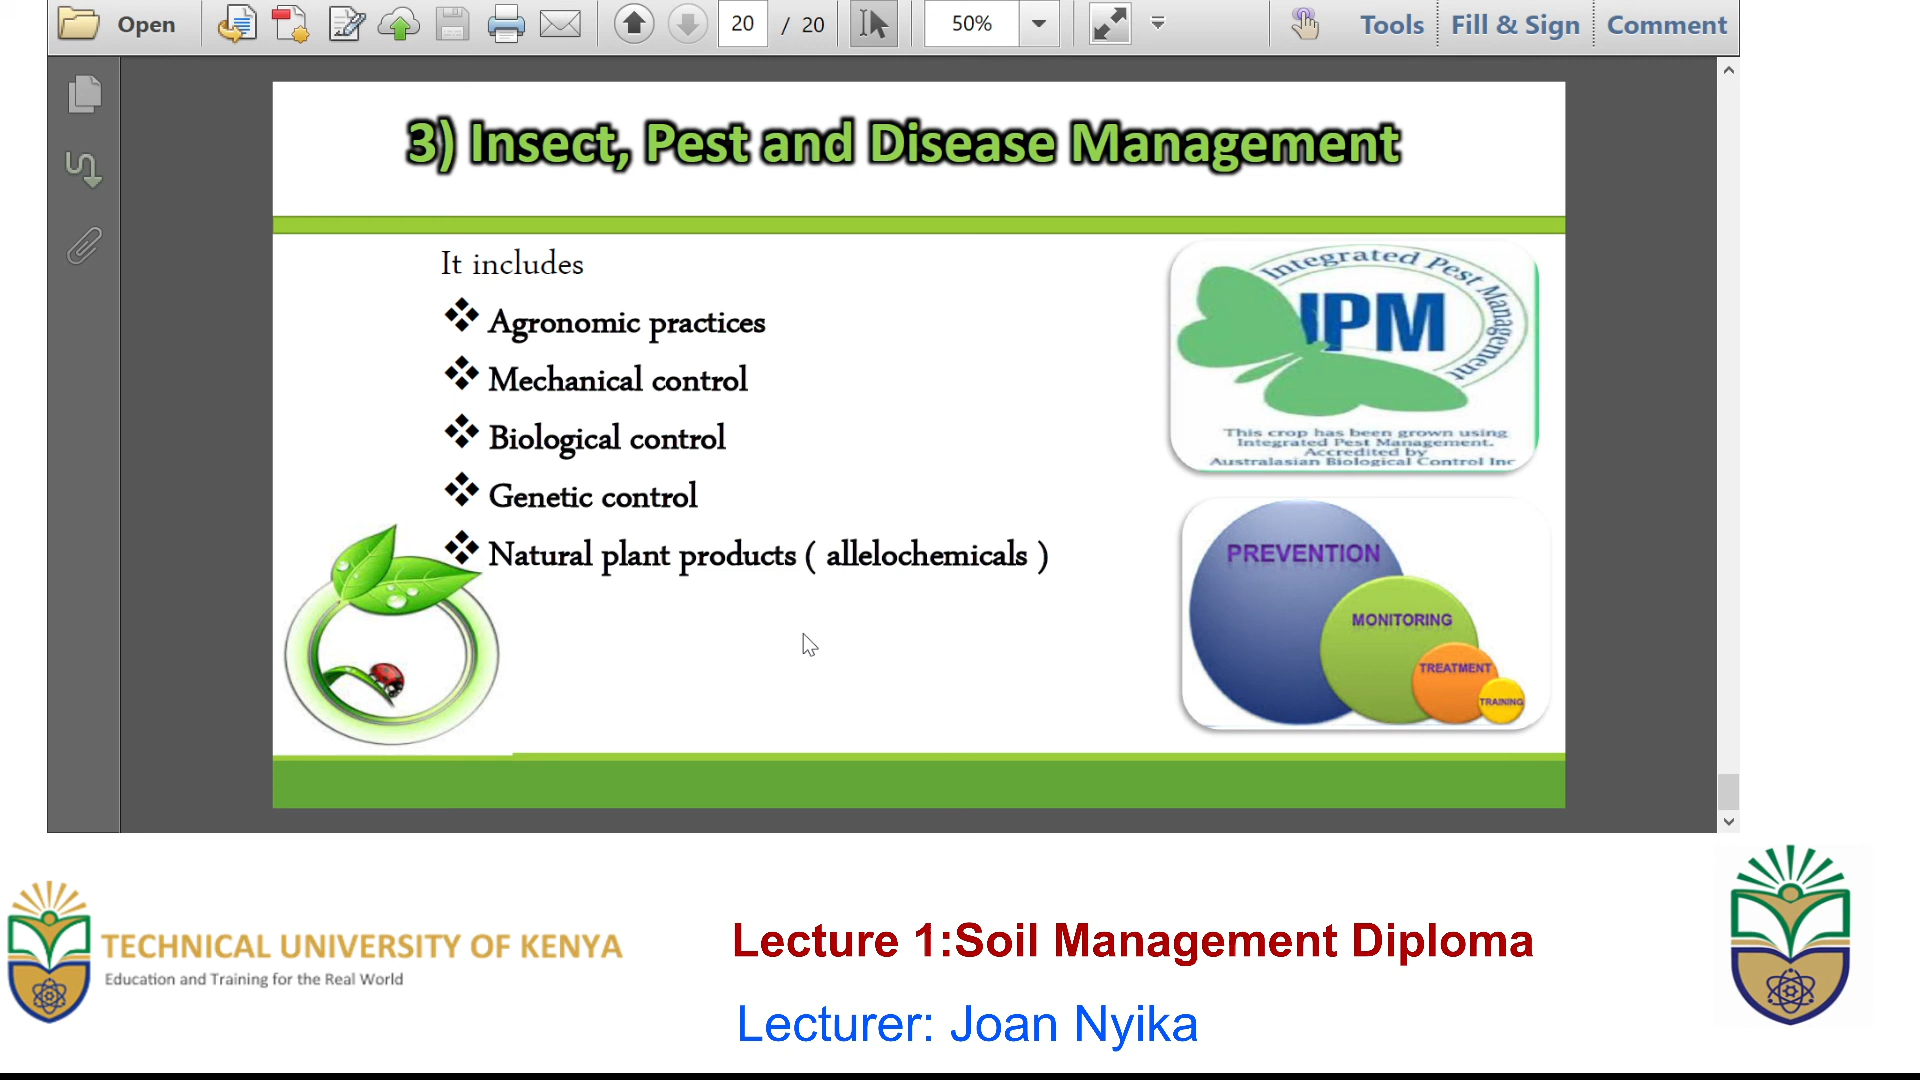 Open
20 / 20
50%
Tools
Fill & Sign
Comment
3) Insect, Pest and Disease Management
It includes
Agronomic practices
Mechanical control
Biological control
Genetic control
Natural plant products ( allelochemicals )
Integrated Pest Management
IPM
This crop has been grown using
Integrated Pest Management.
Accredited by
Australasian Biological Control Inc
PREVENTION
MONITORING
TREATMENT
TRAINING
TECHNICAL UNIVERSITY OF KENYA
Education and Training for the Real World
Lecture 1:Soil Management Diploma
Lecturer: Joan Nyika